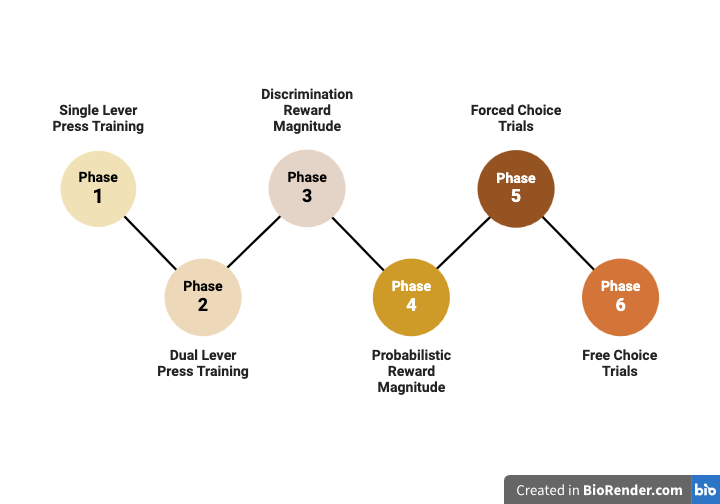 Single Lever
Press Training
Phase
1
Phase
2
Dual Lever
Press Training
Discrimination
Reward
Magnitude
Phase
3
Phase
4
Probabilistic
Reward
Magnitude
Forced Choice
Trials
Phase
5
Phase
6
Free Choice
Trials
Created in BioRender.com bio